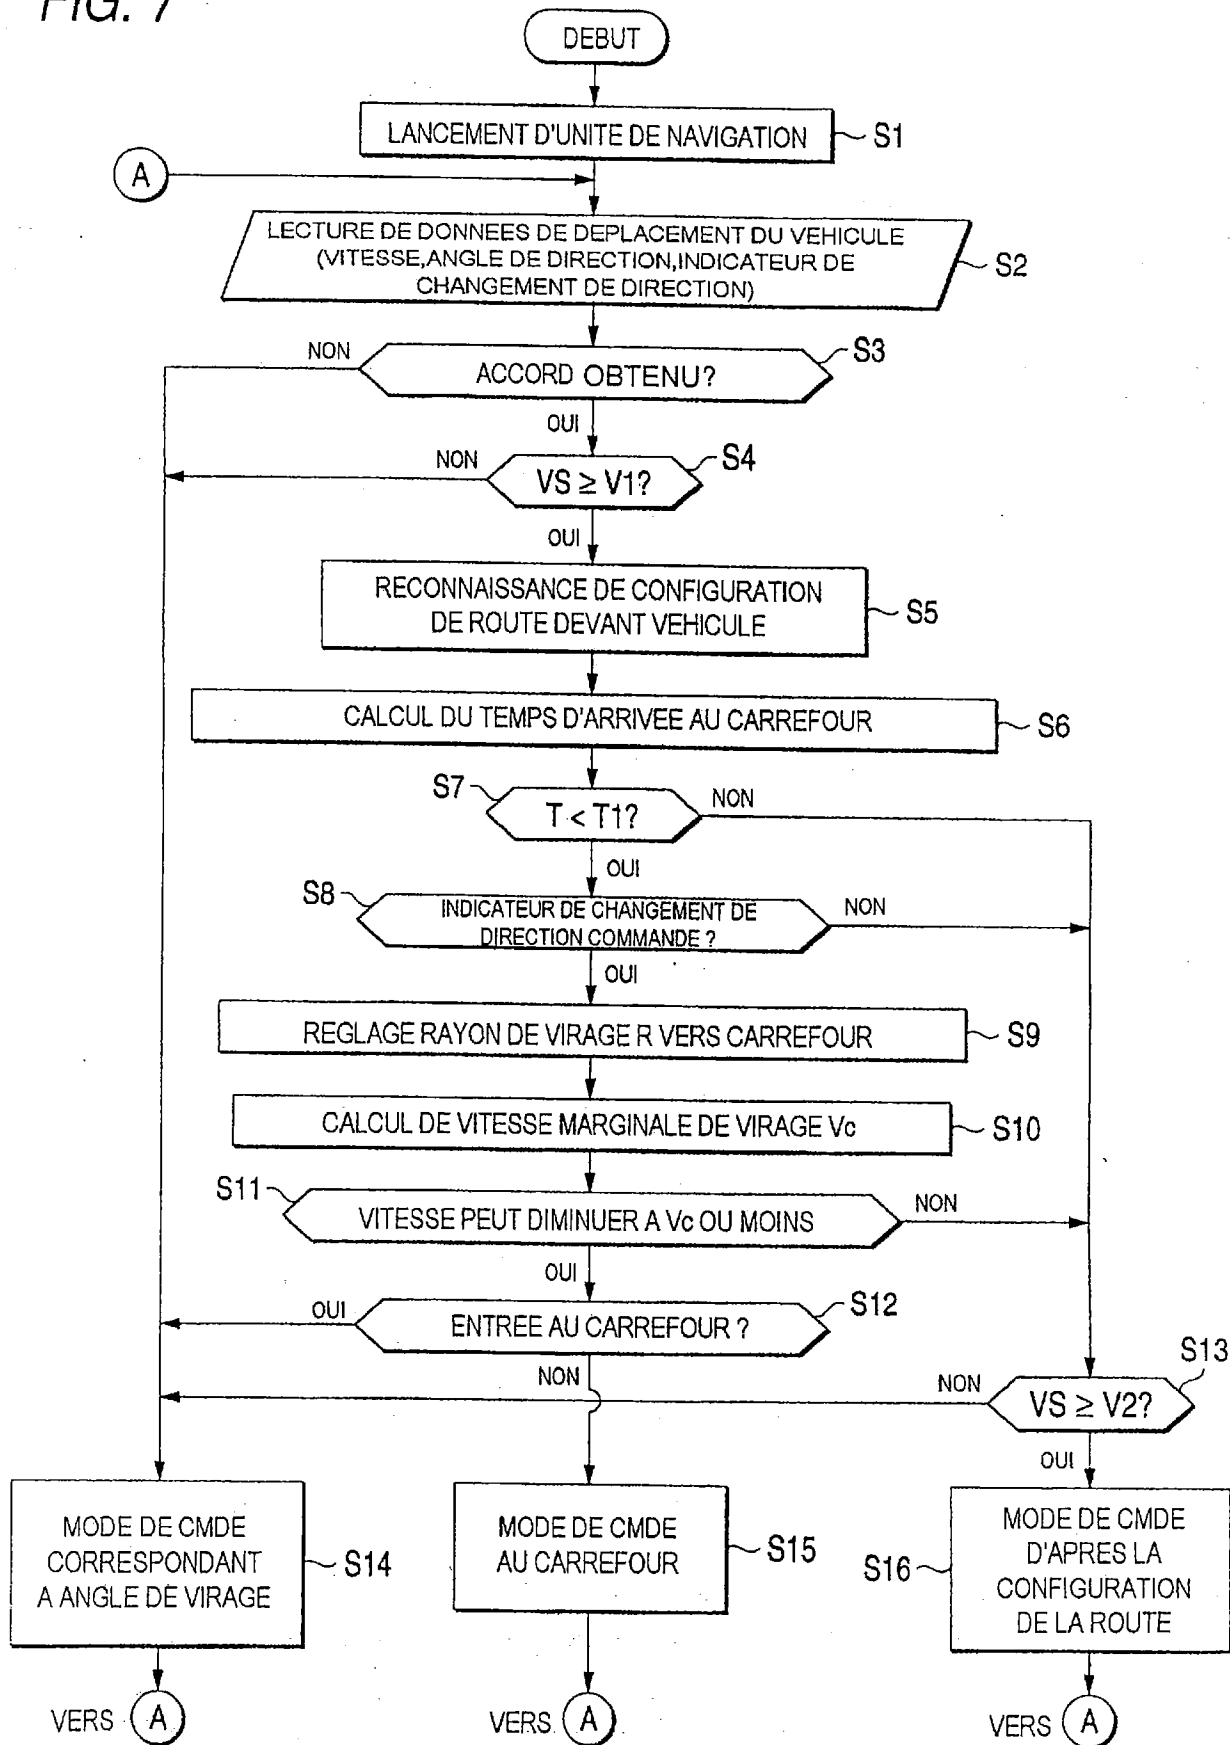 FIG. 7
DEBUT
LANCEMENT D'UNITE DE NAVIGATION
S1
A
LECTURE DE DONNEES DE DEPLACEMENT DU VEHICULE
(VITESSE,ANGLE DE DIRECTION,INDICATEUR DE
CHANGEMENT DE DIRECTION)
S2
NON
ACCORD OBTENU?
S3
OUI
NON
VS ≥ V1?
S4
OUI
RECONNAISSANCE DE CONFIGURATION
DE ROUTE DEVANT VEHICULE
S5
CALCUL DU TEMPS D'ARRIVEE AU CARREFOUR
S6
S7
T < T1?
NON
OUI
S8
INDICATEUR DE CHANGEMENT DE
DIRECTION COMMANDE ?
NON
OUI
REGLAGE RAYON DE VIRAGE R VERS CARREFOUR
S9
CALCUL DE VITESSE MARGINALE DE VIRAGE Vc
S10
S11
VITESSE PEUT DIMINUER A Vc OU MOINS
NON
OUI
OUI
ENTREE AU CARREFOUR ?
S12
NON
NON
VS ≥ V2?
S13
OUI
MODE DE CMDE
CORRESPONDANT
A ANGLE DE VIRAGE
S14
MODE DE CMDE
AU CARREFOUR
S15
S16
MODE DE CMDE
D'APRES LA
CONFIGURATION
DE LA ROUTE
VERS A
VERS A
VERS A